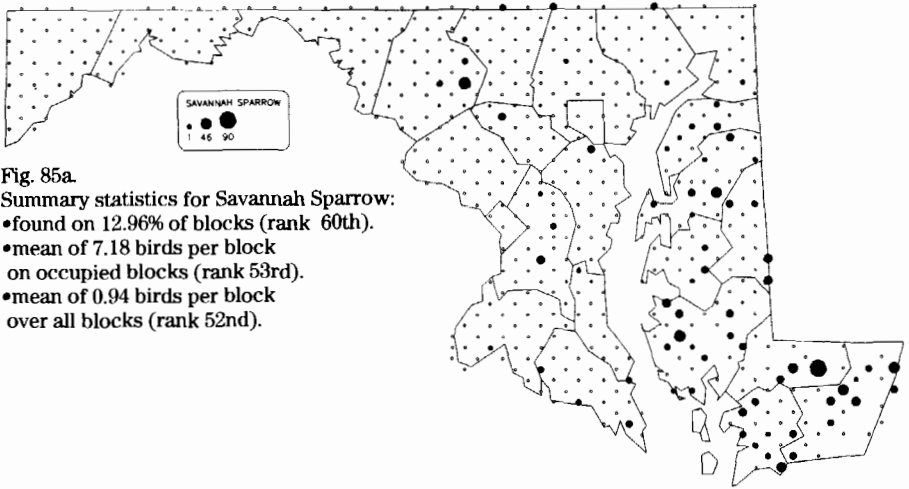 SAVANNAH SPARROW
1 46 90
Fig. 85a.
Summary statistics for Savannah Sparrow:
•found on 12.96% of blocks (rank 60th).
•mean of 7.18 birds per block
on occupied blocks (rank 53rd).
•mean of 0.94 birds per block
over all blocks (rank 52nd).